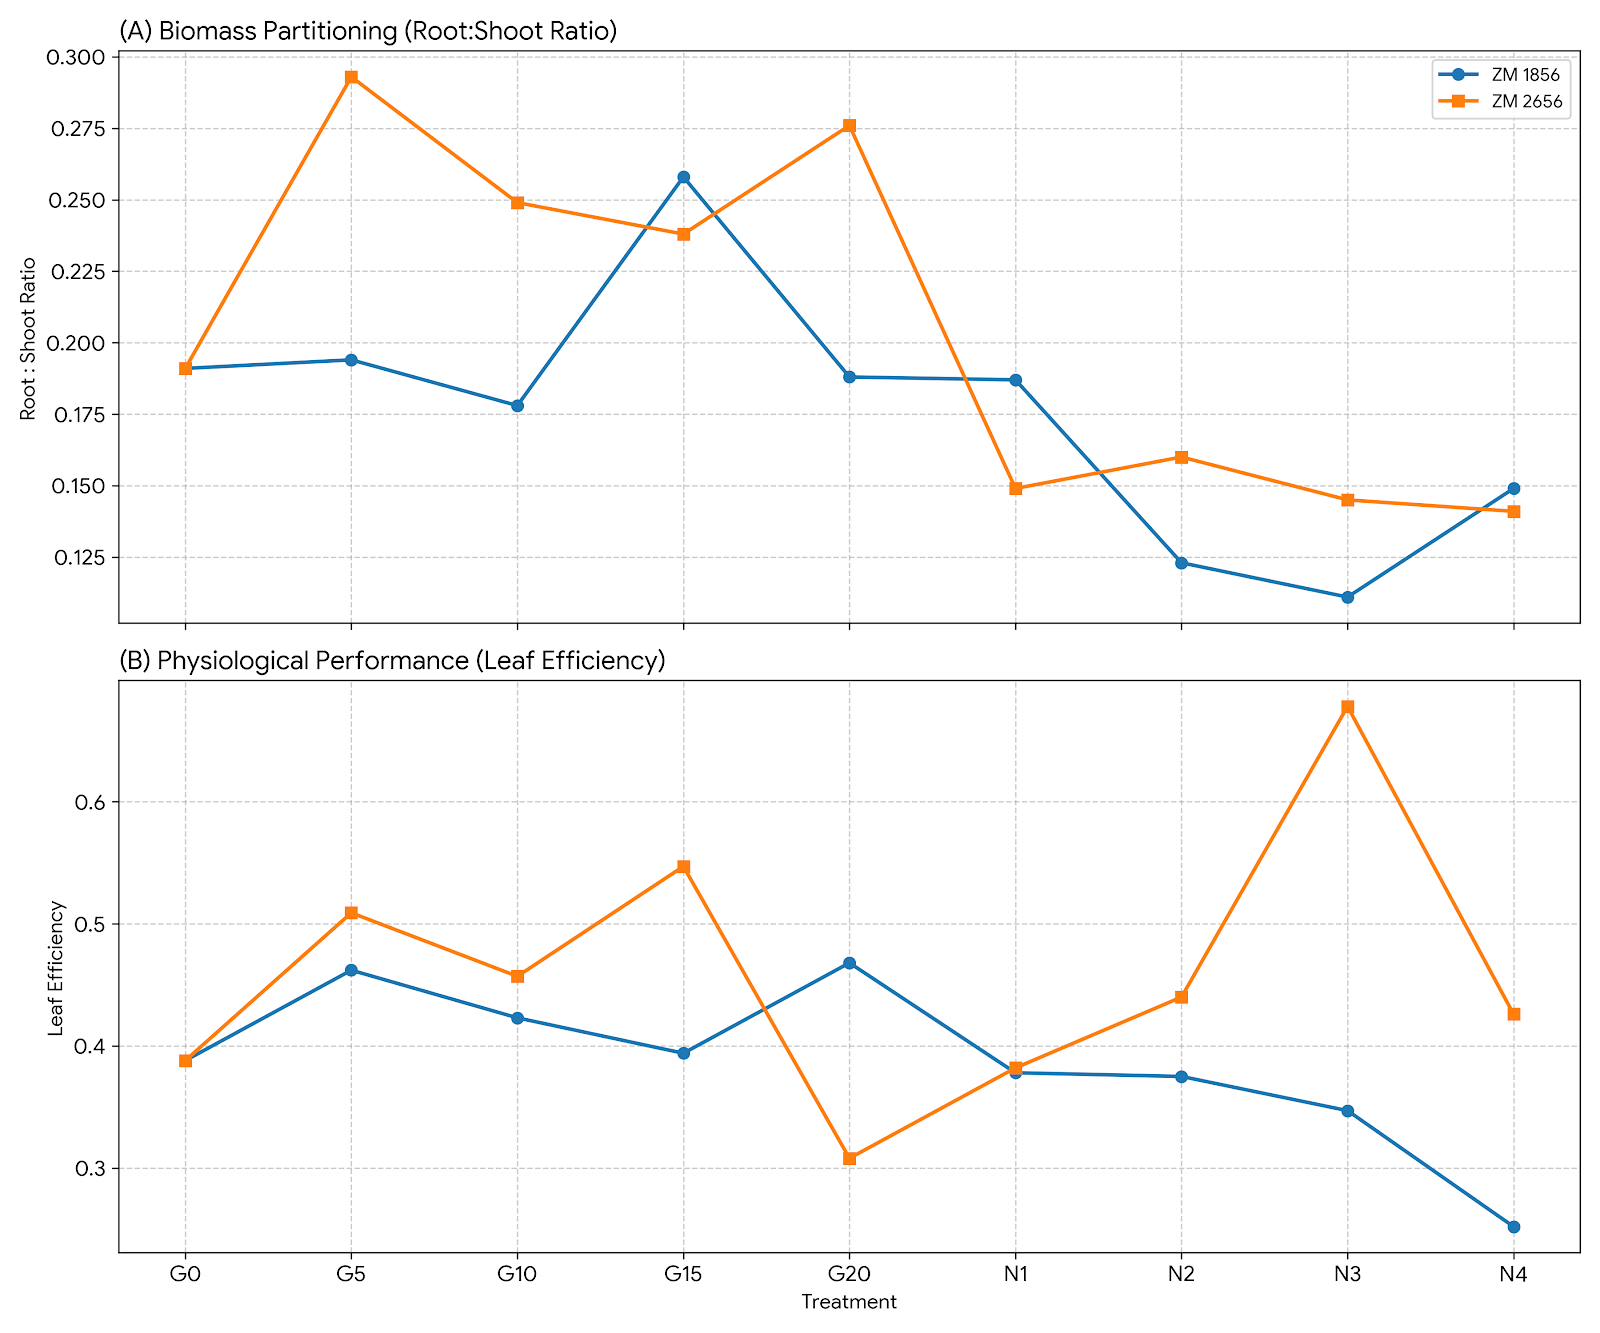 (A) Biomass Partitioning (Root:Shoot Ratio)
0.300
0.275
0.250
0.225
0.200
0.175
0.150
0.125
Root : Shoot Ratio
ZM 1856
ZM 2656
(B) Physiological Performance (Leaf Efficiency)
0.6
0.5
0.4
0.3
Leaf Efficiency
G0 G5 G10 G15 G20 N1 N2 N3 N4
Treatment